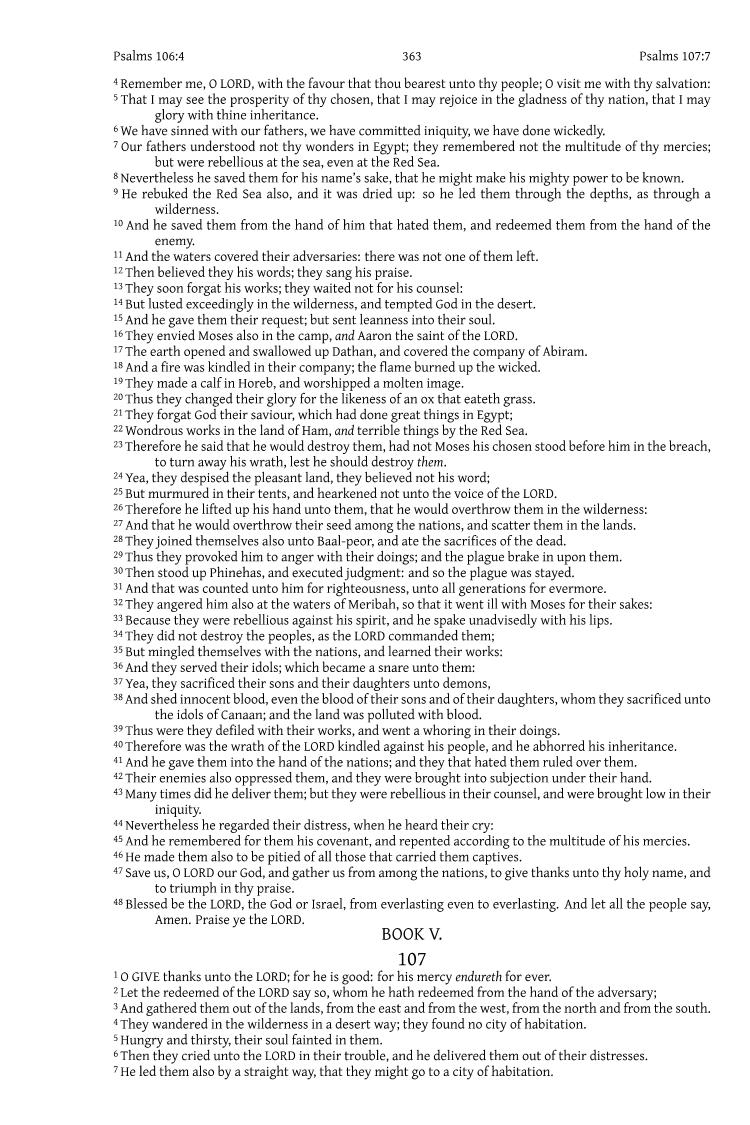 Psalms 106:4 363 Psalms 107:7
4 Remember me, O LORD, with the favour that thou bearest unto thy people; O visit me with thy salvation:
5 That I may see the prosperity of thy chosen, that I may rejoice in the gladness of thy nation, that I may
glory with thine inheritance.
6 We have sinned with our fathers, we have committed iniquity, we have done wickedly.
7 Our fathers understood not thy wonders in Egypt; they remembered not the multitude of thy mercies;
but were rebellious at the sea, even at the Red Sea.
8 Nevertheless he saved them for his name's sake, that he might make his mighty power to be known.
9 He rebuked the Red Sea also, and it was dried up: so he led them through the depths, as through a
wilderness.
10 And he saved them from the hand of him that hated them, and redeemed them from the hand of the
enemy.
11 And the waters covered their adversaries: there was not one of them left.
12 Then believed they his words; they sang his praise.
13 They soon forgat his works; they waited not for his counsel:
14 But lusted exceedingly in the wilderness, and tempted God in the desert.
15 And he gave them their request; but sent leanness into their soul.
16 They envied Moses also in the camp, and Aaron the saint of the LORD.
17 The earth opened and swallowed up Dathan, and covered the company of Abiram.
18 And a fire was kindled in their company; the flame burned up the wicked.
19 They made a calf in Horeb, and worshipped a molten image.
20 Thus they changed their glory for the likeness of an ox that eateth grass.
21 They forgat God their saviour, which had done great things in Egypt;
22 Wondrous works in the land of Ham, and terrible things by the Red Sea.
23 Therefore he said that he would destroy them, had not Moses his chosen stood before him in the breach,
to turn away his wrath, lest he should destroy them.
24 Yea, they despised the pleasant land, they believed not his word;
25 But murmured in their tents, and hearkened not unto the voice of the LORD.
26 Therefore he lifted up his hand unto them, that he would overthrow them in the wilderness:
27 And that he would overthrow their seed among the nations, and scatter them in the lands.
28 They joined themselves also unto Baal-peor, and ate the sacrifices of the dead.
29 Thus they provoked him to anger with their doings; and the plague brake in upon them.
30 Then stood up Phinehas, and executed judgment: and so the plague was stayed.
31 And that was counted unto him for righteousness, unto all generations for evermore.
32 They angered him also at the waters of Meribah, so that it went ill with Moses for their sakes:
33 Because they were rebellious against his spirit, and he spake unadvisedly with his lips.
34 They did not destroy the peoples, as the LORD commanded them;
35 But mingled themselves with the nations, and learned their works:
36 And they served their idols; which became a snare unto them:
37 Yea, they sacrificed their sons and their daughters unto demons,
38 And shed innocent blood, even the blood of their sons and of their daughters, whom they sacrificed unto
the idols of Canaan; and the land was polluted with blood.
39 Thus were they defiled with their works, and went a whoring in their doings.
40 Therefore was the wrath of the LORD kindled against his people, and he abhorred his inheritance.
41 And he gave them into the hand of the nations; and they that hated them ruled over them.
42 Their enemies also oppressed them, and they were brought into subjection under their hand.
43 Many times did he deliver them; but they were rebellious in their counsel, and were brought low in their
iniquity.
44 Nevertheless he regarded their distress, when he heard their cry:
45 And he remembered for them his covenant, and repented according to the multitude of his mercies.
46 He made them also to be pitied of all those that carried them captives.
47 Save us, O LORD our God, and gather us from among the nations, to give thanks unto thy holy name, and
to triumph in thy praise.
48 Blessed be the LORD, the God or Israel, from everlasting even to everlasting. And let all the people say,
Amen. Praise ye the LORD.
BOOK V.
107
1 O GIVE thanks unto the LORD; for he is good: for his mercy endureth for ever.
2 Let the redeemed of the LORD say so, whom he hath redeemed from the hand of the adversary;
3 And gathered them out of the lands, from the east and from the west, from the north and from the south.
4 They wandered in the wilderness in a desert way; they found no city of habitation.
5 Hungry and thirsty, their soul fainted in them.
6 Then they cried unto the LORD in their trouble, and he delivered them out of their distresses.
7 He led them also by a straight way, that they might go to a city of habitation.